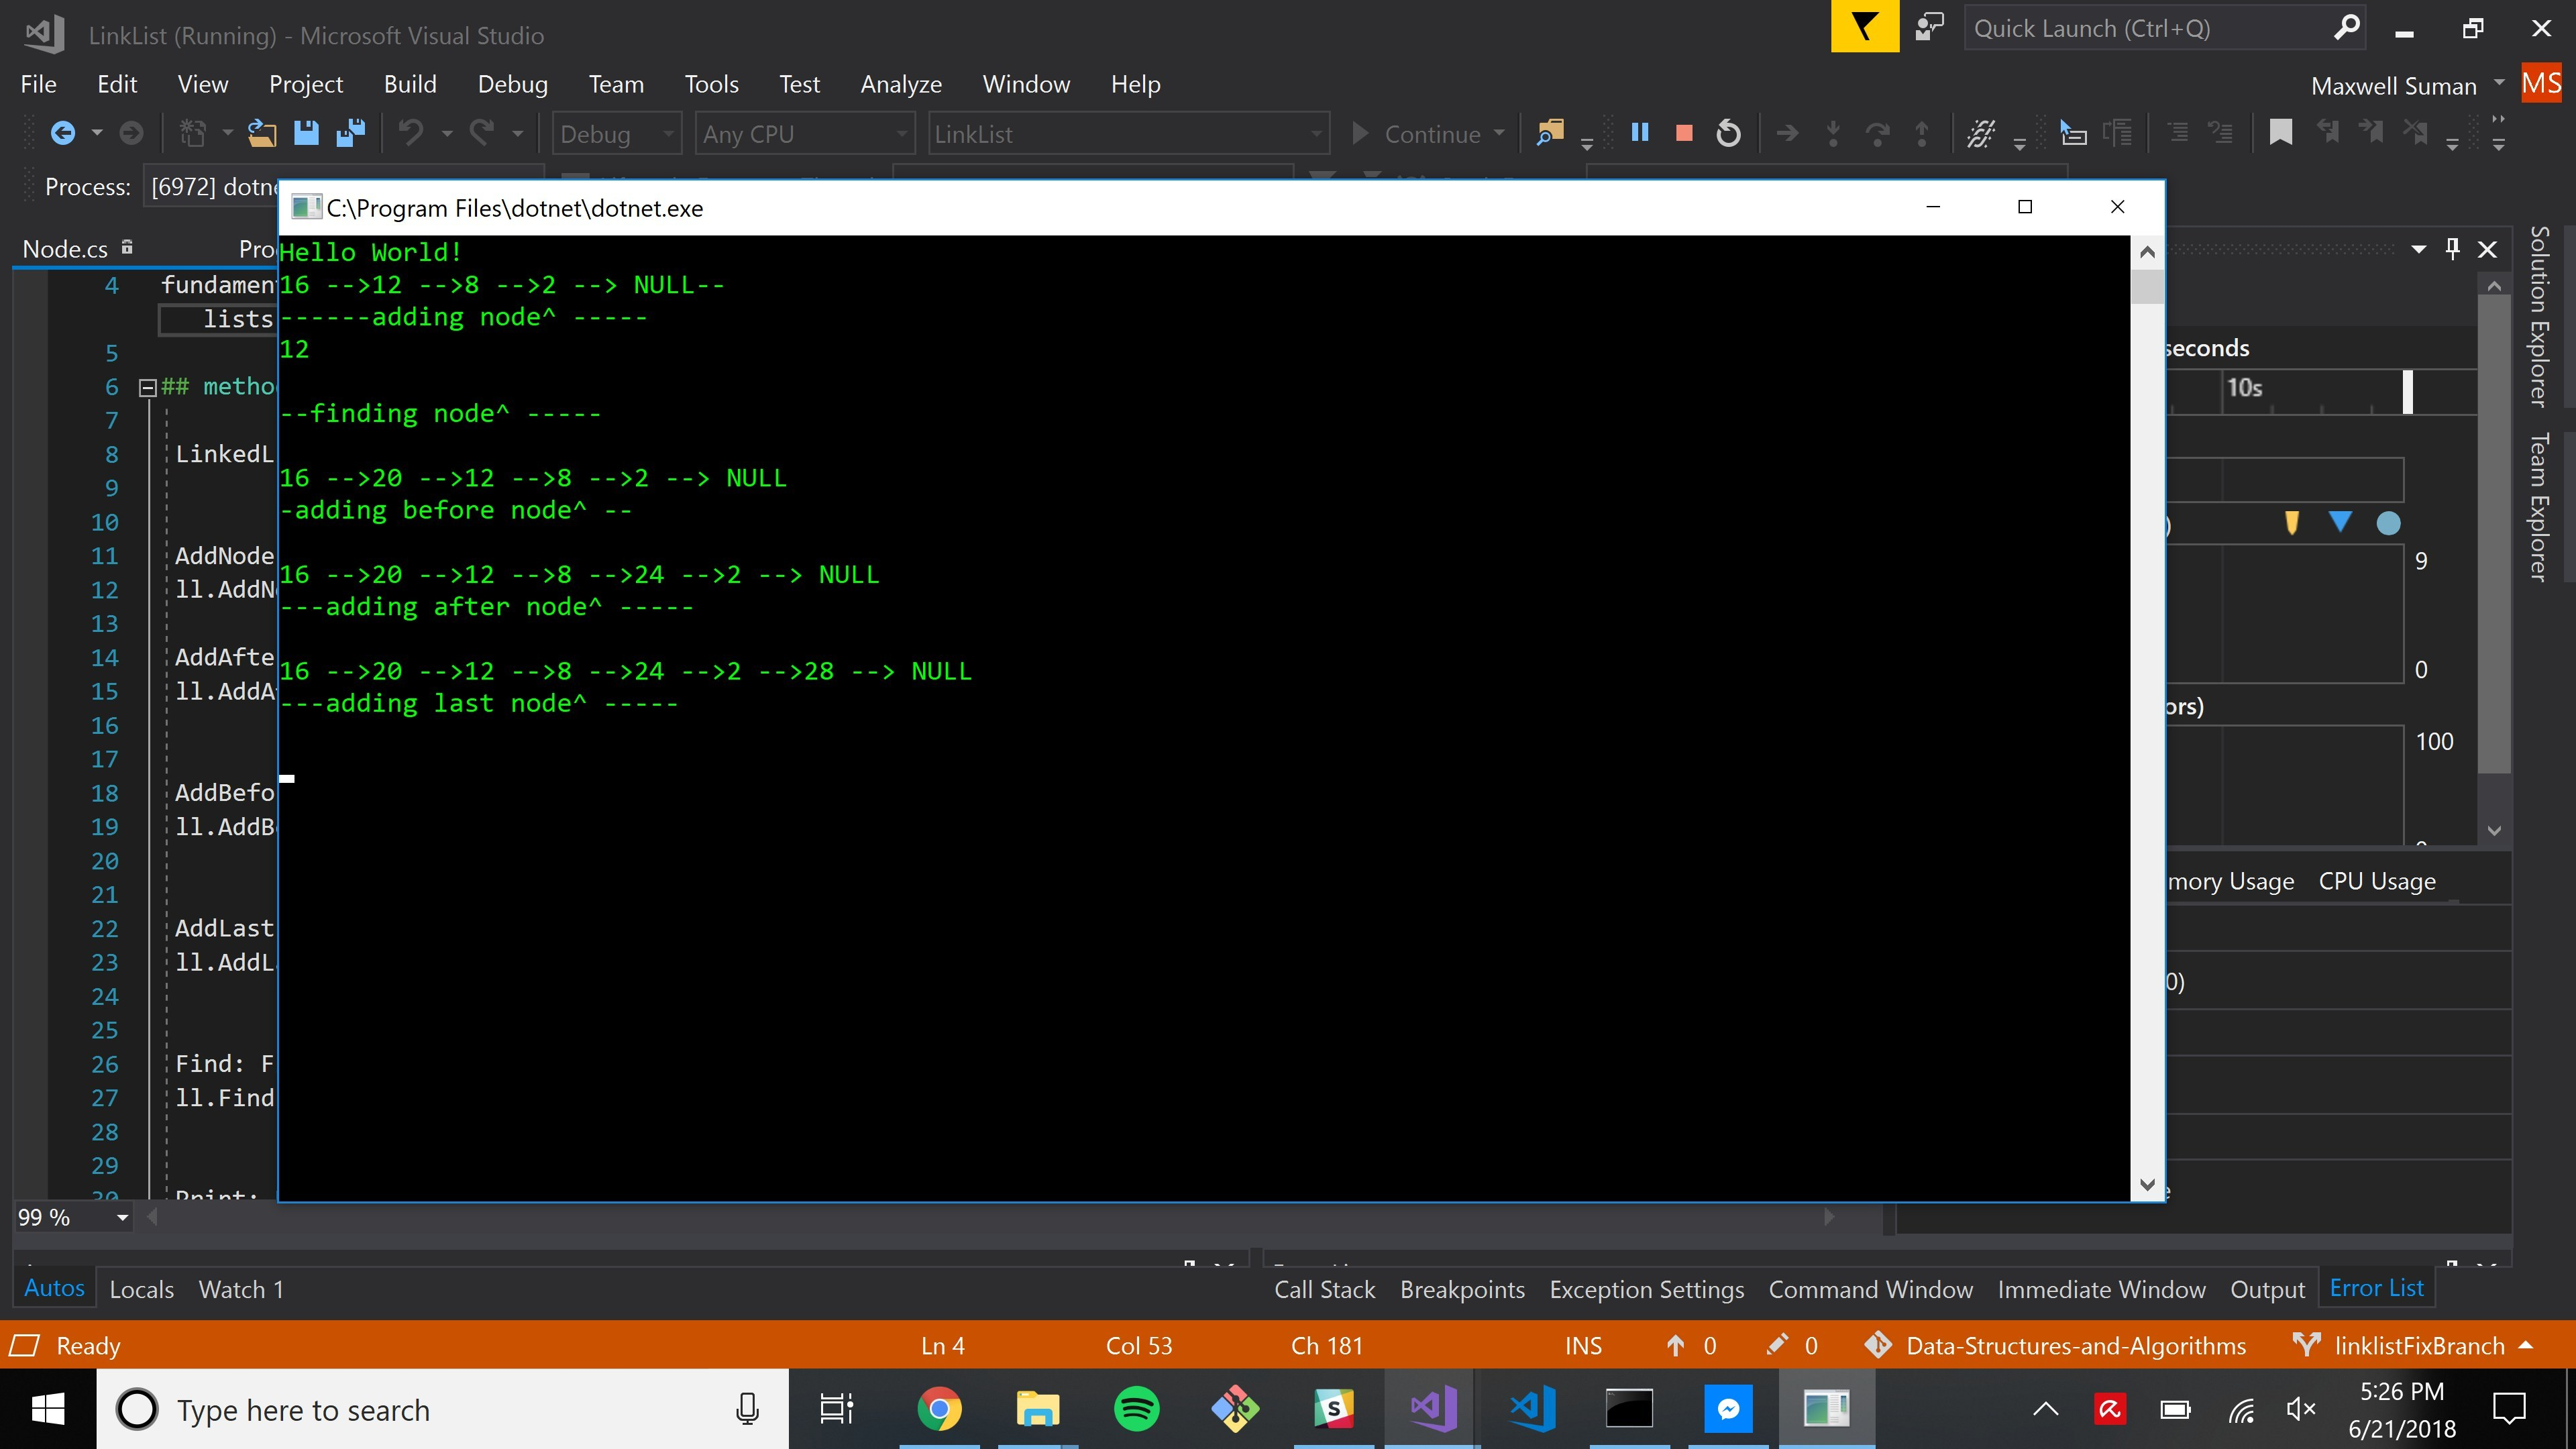 LinkList (Running) - Microsoft Visual Studio
Quick Launch (Ctrl+Q)
File Edit View Project Build Debug Team Tools Test Analyze Window Help
Maxwell Suman MS
Debug Any CPU LinkList Continue
Process: [6972] dotne
C:\Program Files\dotnet\dotnet.exe
Node.cs Pro
Hello World!
16 -->12 -->8 -->2 --> NULL--
------adding node^ -----
12
--finding node^ -----
16 -->20 -->12 -->8 -->2 --> NULL
-adding before node^ --
16 -->20 -->12 -->8 -->24 -->2 --> NULL
---adding after node^ -----
16 -->20 -->12 -->8 -->24 -->2 -->28 --> NULL
---adding last node^ -----
4 fundamen
lists
5
6 ## metho
7
8 LinkedL
9
10
11 AddNode
12 ll.AddN
13
14 AddAfte
15 ll.AddA
16
17
18 AddBefo
19 ll.AddB
20
21
22 AddLast
23 ll.AddL
24
25
26 Find: F
27 ll.Find
28
29
30 Print:
seconds
10s
)
9
0
ors)
100
mory Usage CPU Usage
0)
Solution Explorer
Team Explorer
99 %
Autos Locals Watch 1
Call Stack Breakpoints Exception Settings Command Window Immediate Window Output Error List
Ready Ln 4 Col 53 Ch 181 INS 0 0 Data-Structures-and-Algorithms linklistFixBranch
Type here to search
5:26 PM
6/21/2018